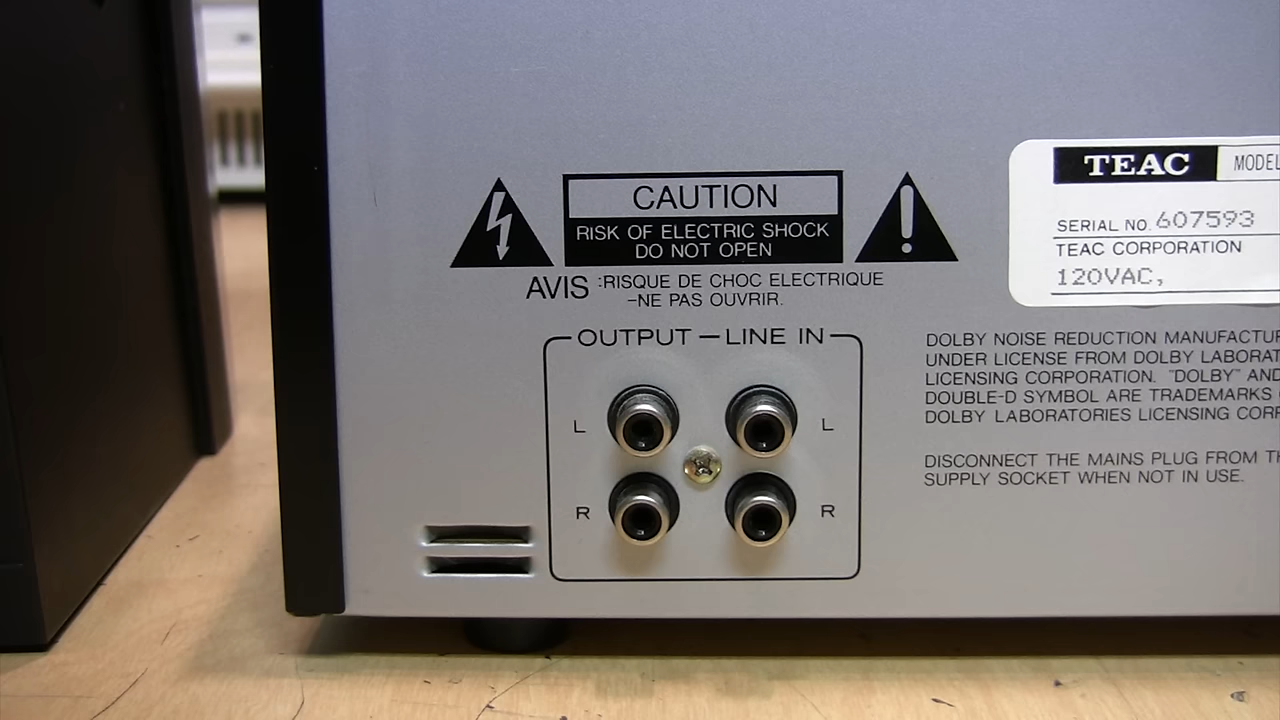 CAUTION
RISK OF ELECTRIC SHOCK
DO NOT OPEN
AVIS :RISQUE DE CHOC ELECTRIQUE
-NE PAS OUVRIR.
TEAC MODEL
SERIAL NO. 607593
TEAC CORPORATION
120VAC,
OUTPUT — LINE IN
L L
R R
DOLBY NOISE REDUCTION
UNDER LICENSE FROM DOLBY
LICENSING CORPORATION. "DOLBY" AND
DOUBLE-D SYMBOL ARE TRADEMARKS
DOLBY LABORATORIES LICENSING
DISCONNECT THE MAINS PLUG FROM
SUPPLY SOCKET WHEN NOT IN USE.